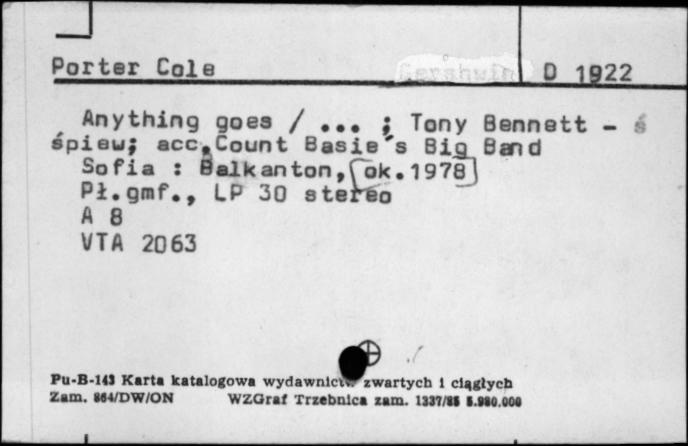 Porter Cole Gershwin D 1922
Anything goes / ... ; Tony Bennett - ś
śpiew; acc.Count Basie's Big Band
Sofia : Balkanton, [ok.1978]
Pł.gmf., LP 30 stereo
A 8
VTA 2063
Pu-B-143 Karta katalogowa wydawnictw zwartych i ciągłych
Zam. 864/DW/ON WZGraf Trzebnica zam. 1337/85 5.980.000